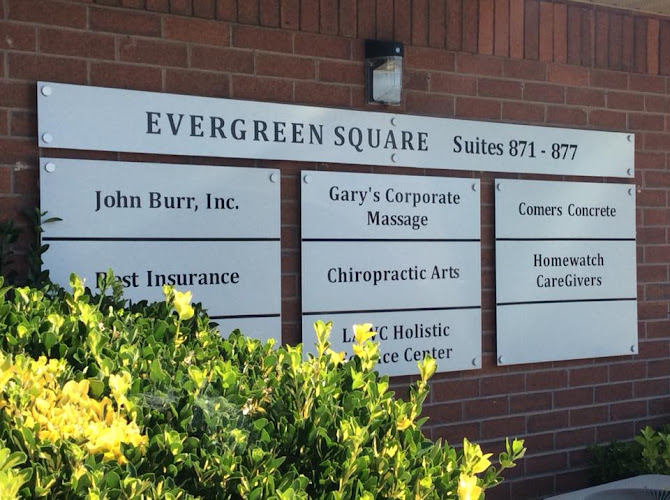 EVERGREEN SQUARE Suites 871 - 877
John Burr, Inc.
Insurance
Gary's Corporate
Massage
Chiropractic Arts
Holistic
Center
Comers Concrete
Homewatch
CareGivers